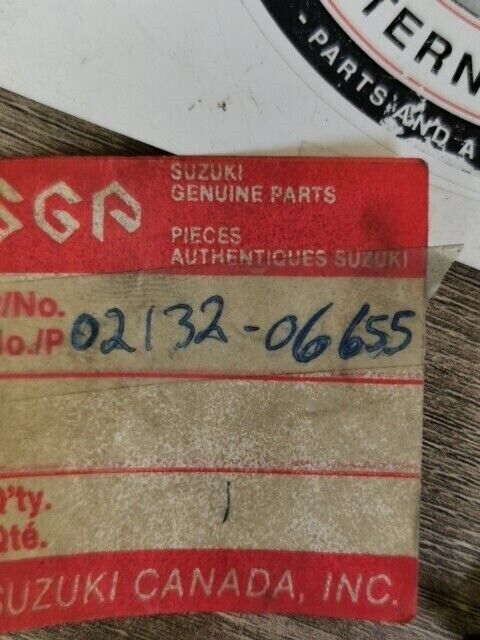 TERN
- PARTS AND A
SGP
SUZUKI
GENUINE PARTS
PIECES
AUTHENTIQUES SUZUKI
P/No.
No./P 02132-06655
Q'ty. 1
Qté.
SUZUKI CANADA, INC.